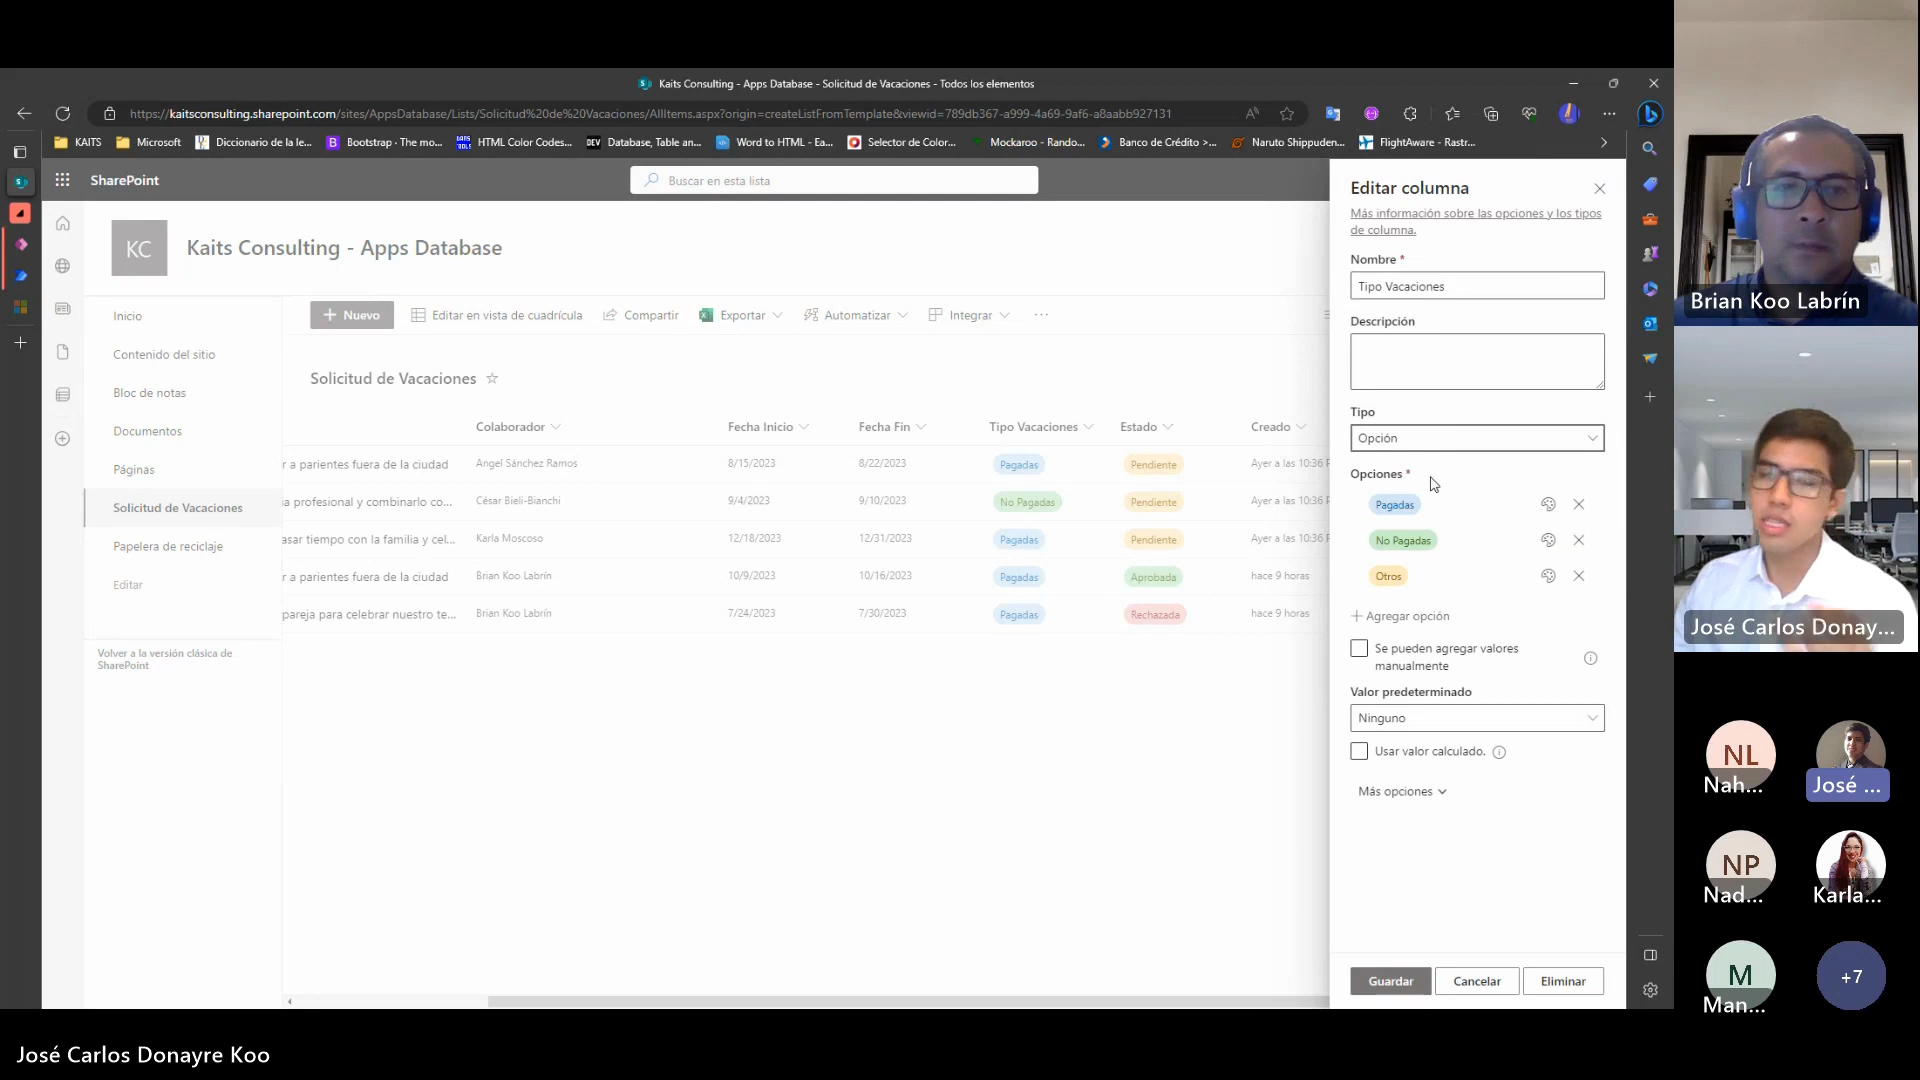 Kaits Consulting - Apps Database - Solicitud de Vacaciones - Todos los elementos
https://kaitsconsulting.sharepoint.com/sites/AppsDatabase/Lists/Solicitud%20de%20Vacaciones/AllItems.aspx?origin=createListFromTemplate&viewid=789db367-a999-4a69-9af6-a8aabb927131
KAITS
Microsoft
Diccionario de la le...
Bootstrap · The mo...
HTML Color Codes...
Database, Table an...
Word to HTML - Ea...
Selector de Color...
Mockaroo - Rando...
Banco de Crédito >...
Naruto Shippuden...
FlightAware - Rastr...
SharePoint
Buscar en esta lista
KC
Kaits Consulting - Apps Database
Inicio
Contenido del sitio
Bloc de notas
Documentos
Páginas
Solicitud de Vacaciones
Papelera de reciclaje
Editar
Volver a la versión clásica de
SharePoint
Nuevo
Editar en vista de cuadrícula
Compartir
Exportar
Automatizar
Integrar
Solicitud de Vacaciones
Colaborador Fecha Inicio Fecha Fin Tipo Vacaciones Estado Creado
r a parientes fuera de la ciudad Angel Sánchez Ramos 8/15/2023 8/22/2023 Pagadas Pendiente Ayer a las 10:36
a profesional y combinarlo co... César Bieli-Bianchi 9/4/2023 9/10/2023 No Pagadas Pendiente Ayer a las 10:36
asar tiempo con la familia y cel... Karla Moscoso 12/18/2023 12/31/2023 Pagadas Pendiente Ayer a las 10:36
r a parientes fuera de la ciudad Brian Koo Labrín 10/9/2023 10/16/2023 Pagadas Aprobada hace 9 horas
pareja para celebrar nuestro te... Brian Koo Labrín 7/24/2023 7/30/2023 Pagadas Rechazada hace 9 horas
Editar columna
Más información sobre las opciones y los tipos
de columna.
Nombre *
Tipo Vacaciones
Descripción
Tipo
Opción
Opciones *
Pagadas
No Pagadas
Otros
Agregar opción
Se pueden agregar valores
manualmente
Valor predeterminado
Ninguno
Usar valor calculado.
Más opciones
Guardar
Cancelar
Eliminar
Brian Koo Labrín
José Carlos Donay...
NL
Nah...
José ...
NP
Nad...
Karla...
M
Man...
+7
José Carlos Donayre Koo